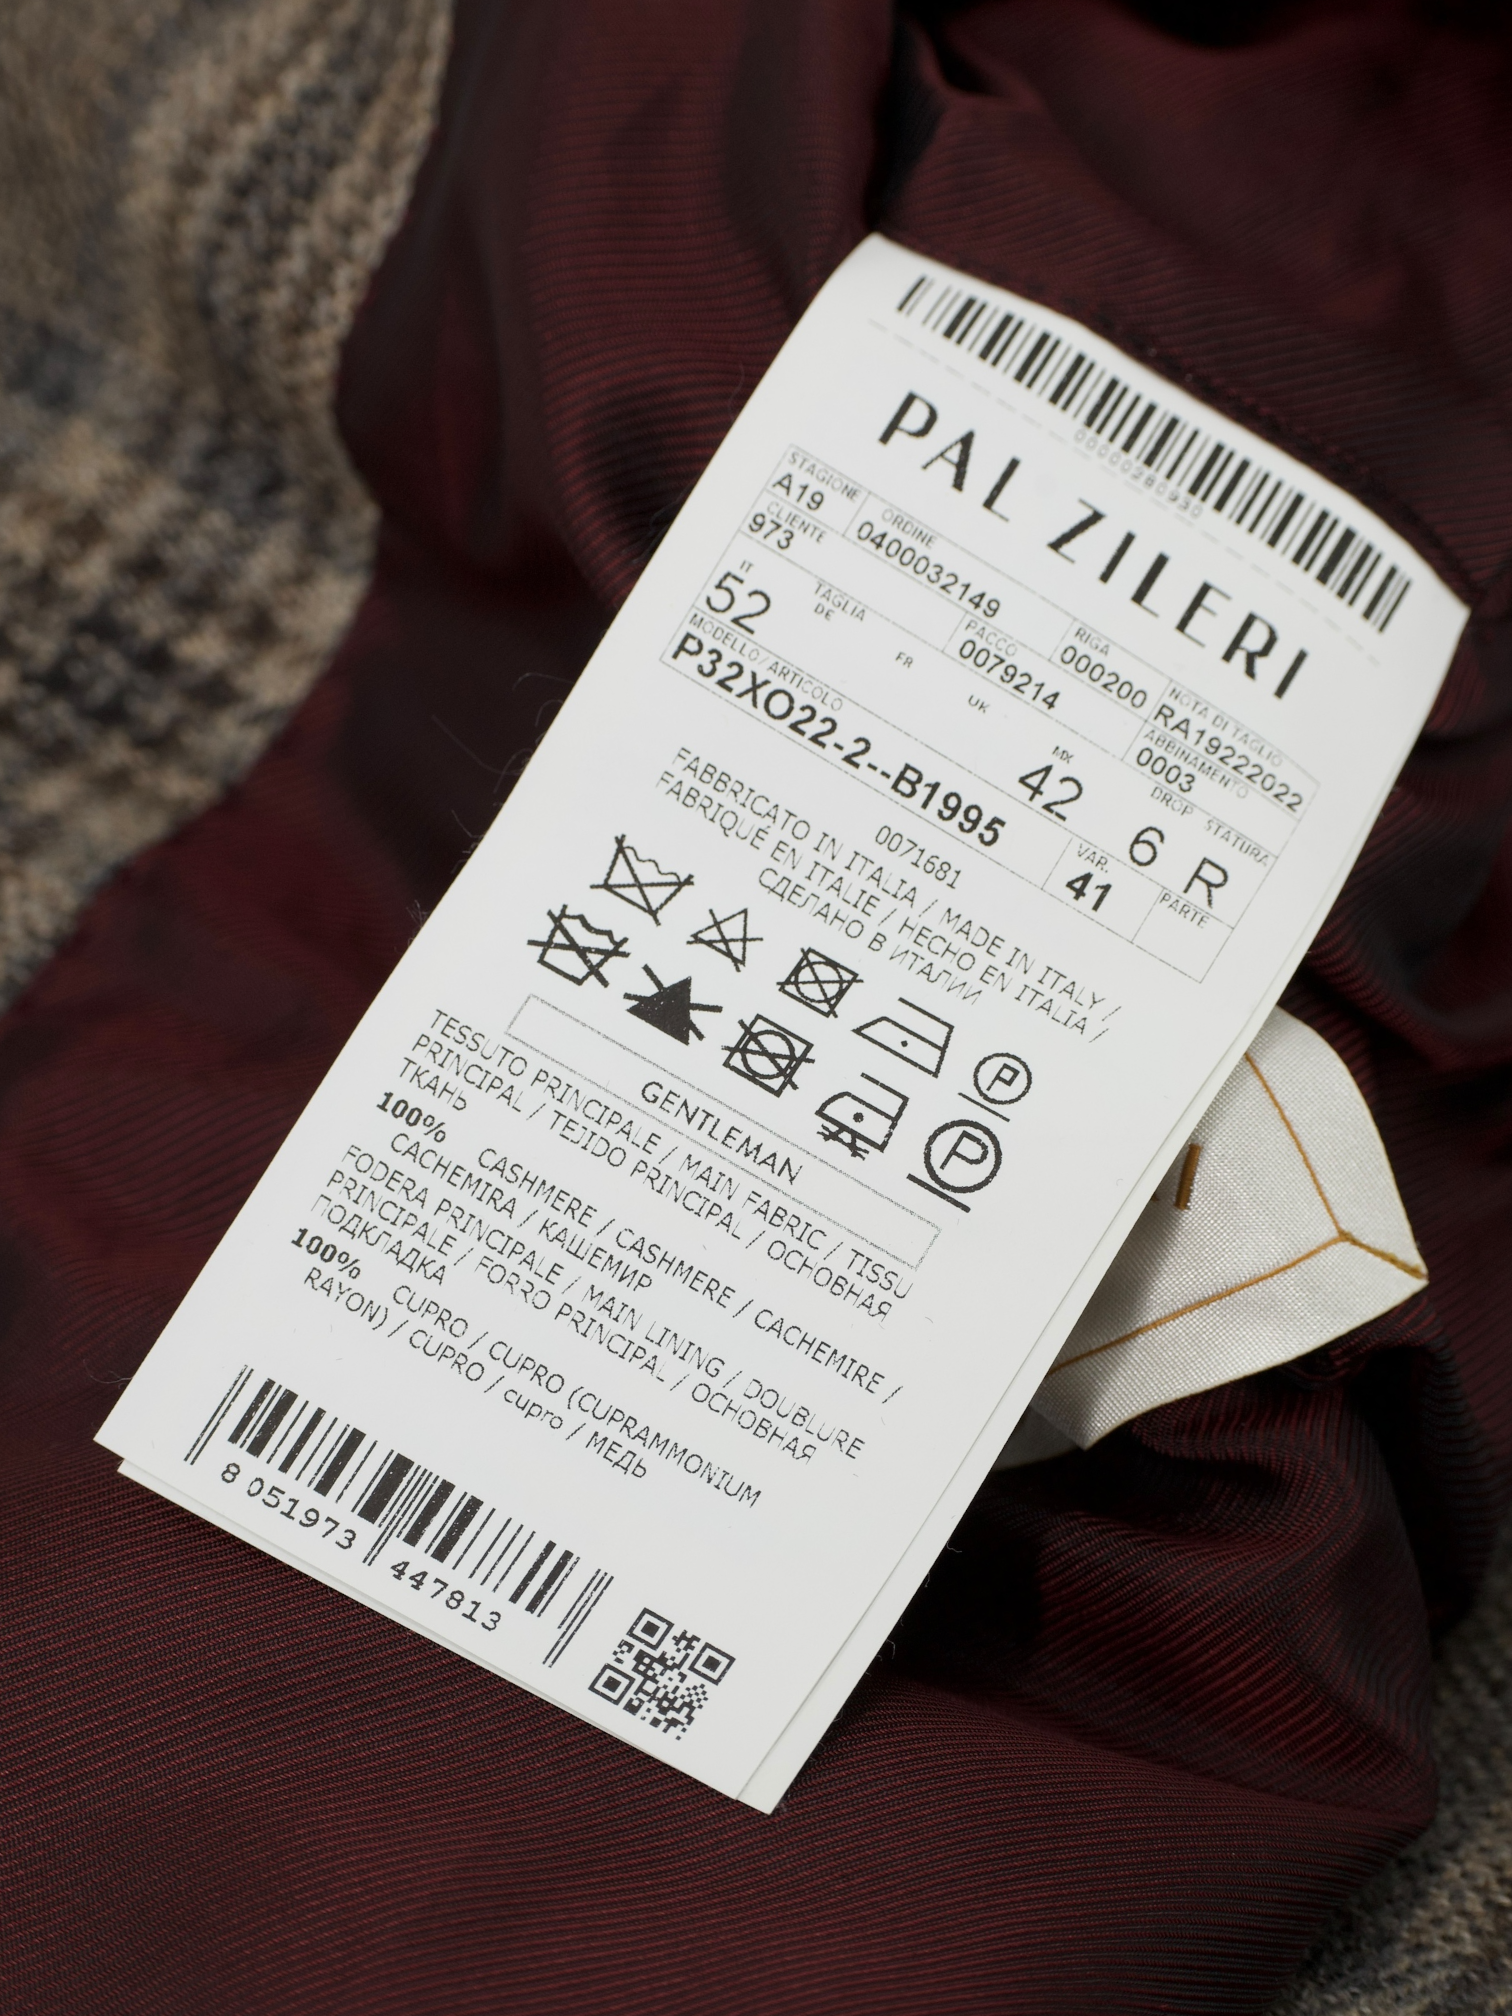 00000280930
PAL ZILERI
STAGIONE ORDINE RIGA NOTA DI TAGLIO
A19 0400032149 000200 RA19222022
CLIENTE TAGLIA PACCO ABBINAMENTO
973 0079214 0003
IT DE FR UK MX DROP STATURA
52 42 6 R
MODELLO/ARTICOLO VAR. PARTE
P32XO22-2--B1995 41
0071681
FABBRICATO IN ITALIA / MADE IN ITALY /
FABRIQUÉ EN ITALIE / HECHO EN ITALIA /
СДЕЛАНО В ИТАЛИИ
P
P
GENTLEMAN
TESSUTO PRINCIPALE / MAIN FABRIC / TISSU
PRINCIPAL / TEJIDO PRINCIPAL / ОСНОВНАЯ
ТКАНЬ
100% CASHMERE / CASHMERE / CACHEMIRE /
CACHEMIRA / КАШЕМИР
FODERA PRINCIPALE / MAIN LINING / DOUBLURE
PRINCIPALE / FORRO PRINCIPAL / ОСНОВНАЯ
ПОДКЛАДКА
100% CUPRO / CUPRO (CUPRAMMONIUM
RAYON) / CUPRO / cupro / МЕДЬ
8 051973 447813